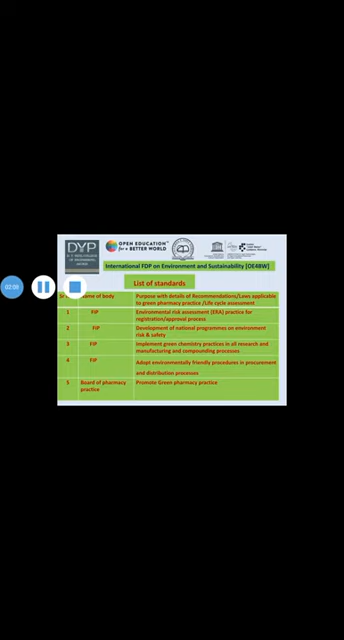 DYP
OPEN EDUCATION
for a BETTER WORLD
International FDP on Environment and Sustainability [OE4BW]
List of standards
02:09
Sr
me of body
Purpose with details of Recommendations/Laws applicable
to green pharmacy practice /Life cycle assessment
1
FIP
Environmental risk assessment (ERA) practice for
registration/approval process
2
FIP
Development of national programmes on environment
risk & safety
3
FIP
Implement green chemistry practices in all research and
manufacturing and compounding processes
4
FIP
Adopt environmentally friendly procedures in procurement
and distribution processes
5
Board of pharmacy
practice
Promote Green pharmacy practice